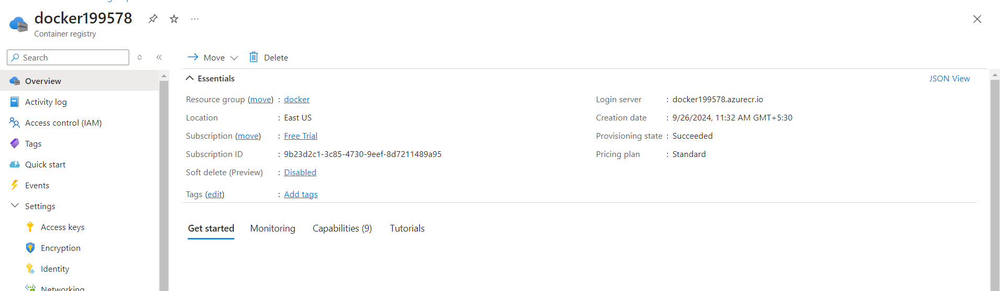 docker199578
Container registry
Search
Overview
Activity log
Access control (IAM)
Tags
Quick start
Events
Settings
Access keys
Encryption
Identity
Networking
Move
Delete
Essentials
JSON View
Resource group (move) : docker
Location : East US
Subscription (move) : Free Trial
Subscription ID : 9b23d2c1-3c85-4730-9eef-8d7211489a95
Soft delete (Preview) : Disabled
Tags (edit) : Add tags
Login server : docker199578.azurecr.io
Creation date : 9/26/2024, 11:32 AM GMT+5:30
Provisioning state : Succeeded
Pricing plan : Standard
Get started
Monitoring
Capabilities (9)
Tutorials